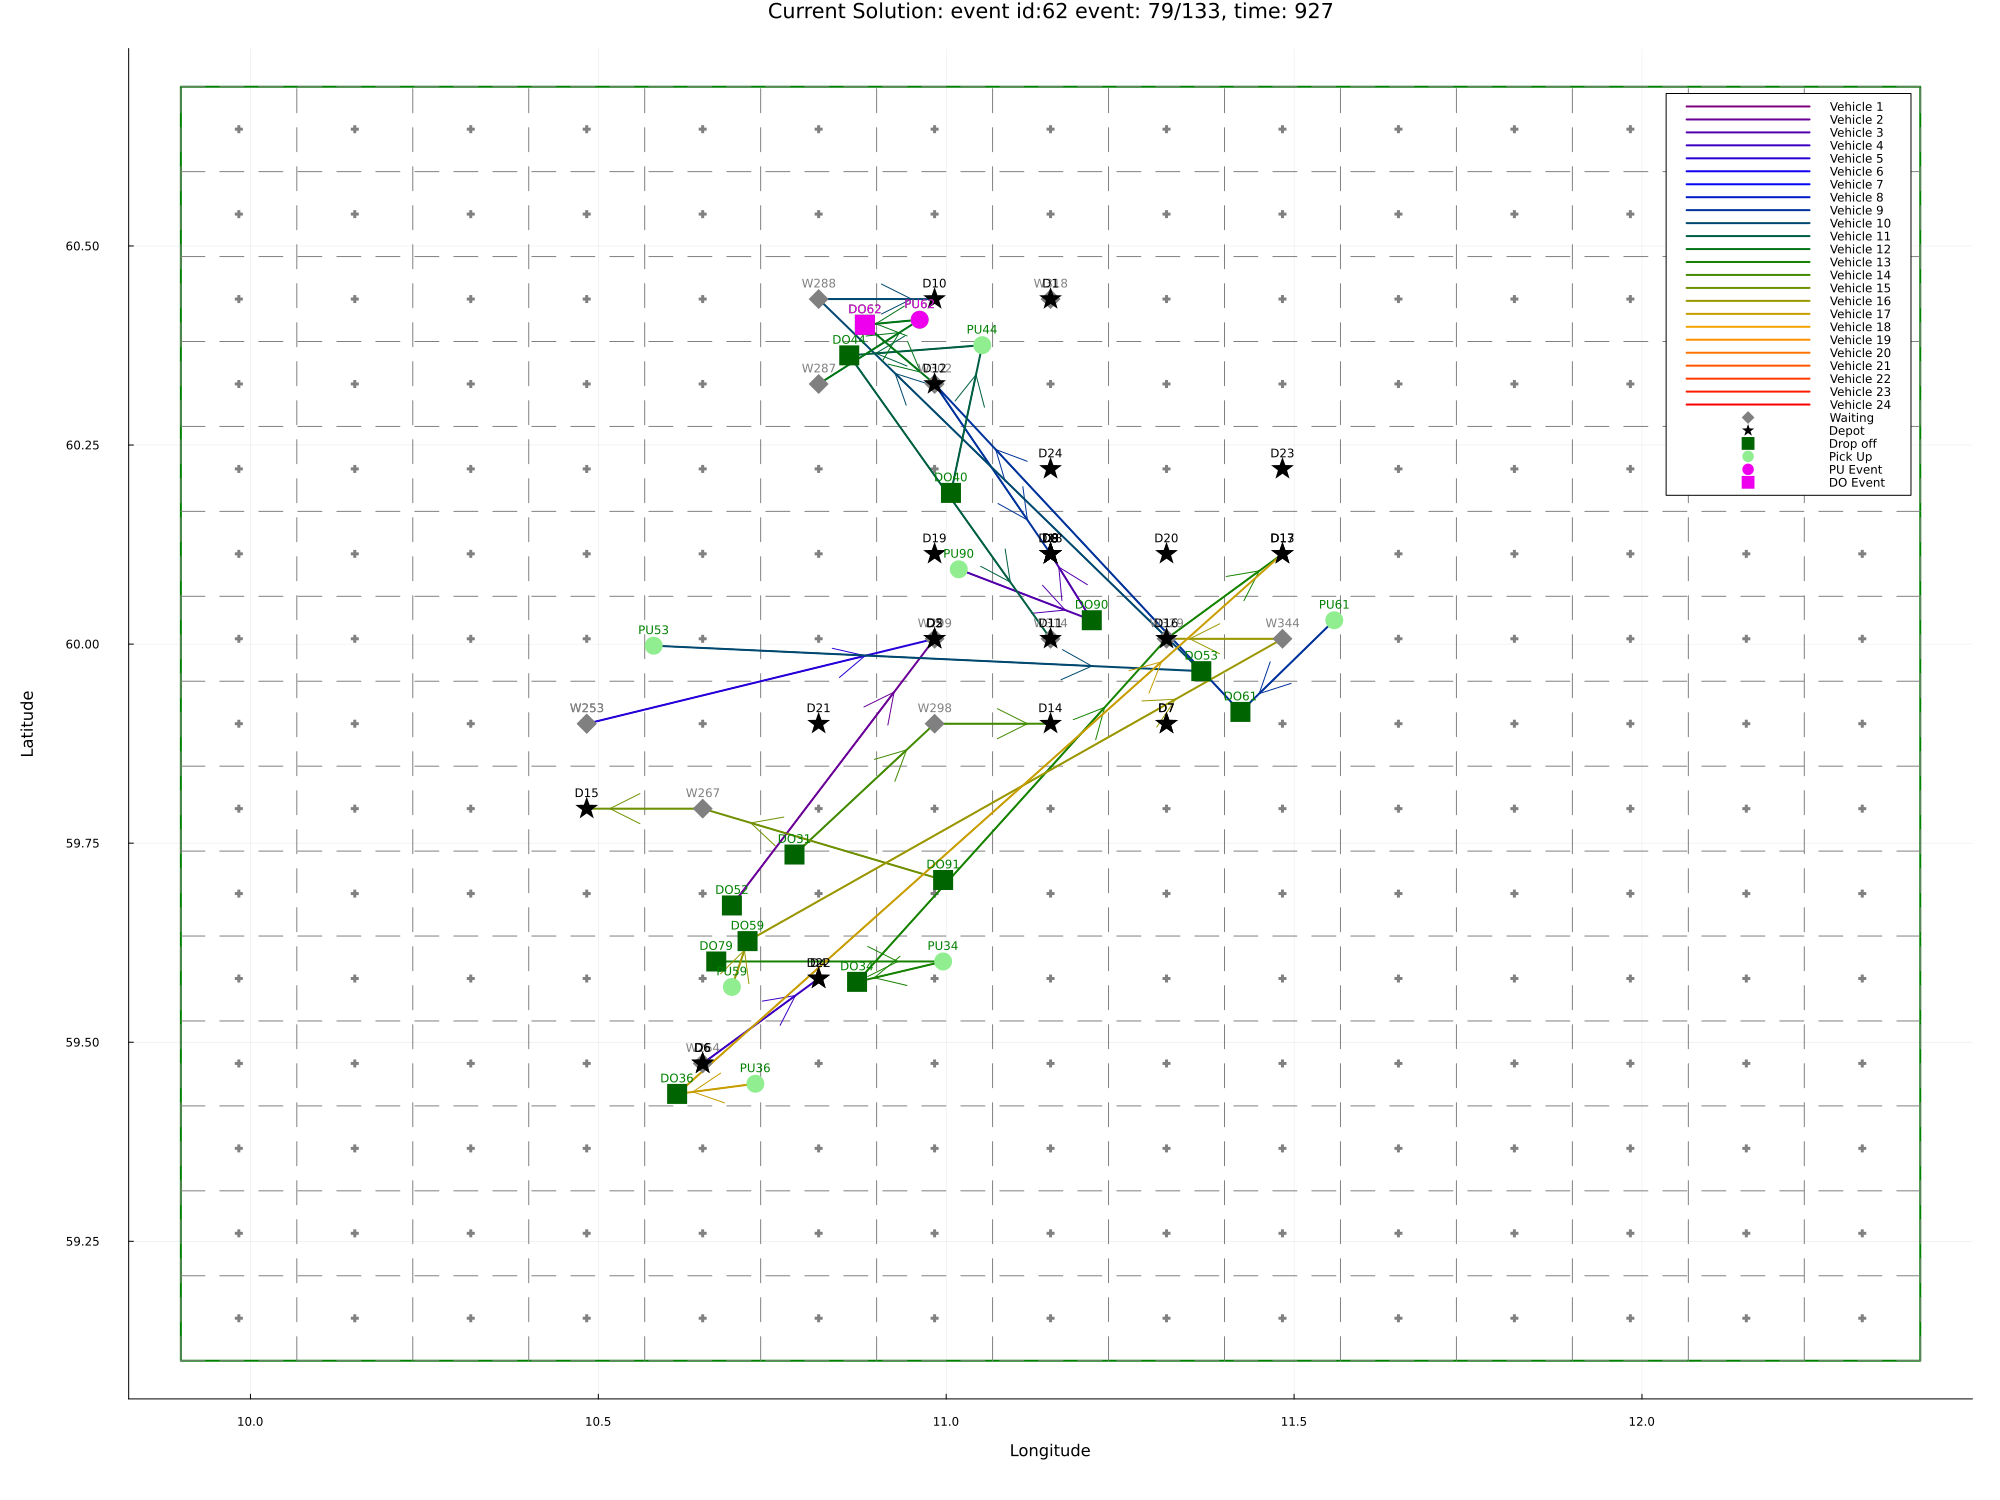 Current Solution: event id:62 event: 79/133, time: 927
Vehicle 1
Vehicle 2
Vehicle 3
Vehicle 4
Vehicle 5
Vehicle 6
Vehicle 7
Vehicle 8
Vehicle 9
Vehicle 10
Vehicle 11
Vehicle 12
Vehicle 13
Vehicle 14
Vehicle 15
Vehicle 16
Vehicle 17
Vehicle 18
Vehicle 19
Vehicle 20
Vehicle 21
Vehicle 22
Vehicle 23
Vehicle 24
Waiting
Depot
Drop off
Pick Up
PU Event
DO Event
60.50
60.25
60.00
59.75
59.50
59.25
Latitude
W288
D10
D1
DO62
PU62
PU44
DO44
W287
D12
D24
D23
DO40
D19
D20
PU90
DO90
PU61
PU53
D11
D16
W344
DO53
DO61
W253
D21
W298
D14
D7
D15
W267
DO31
DO91
DO52
DO59
DO79
PU34
PU59
DO34
D6
PU36
DO36
10.0
10.5
11.0
11.5
12.0
Longitude